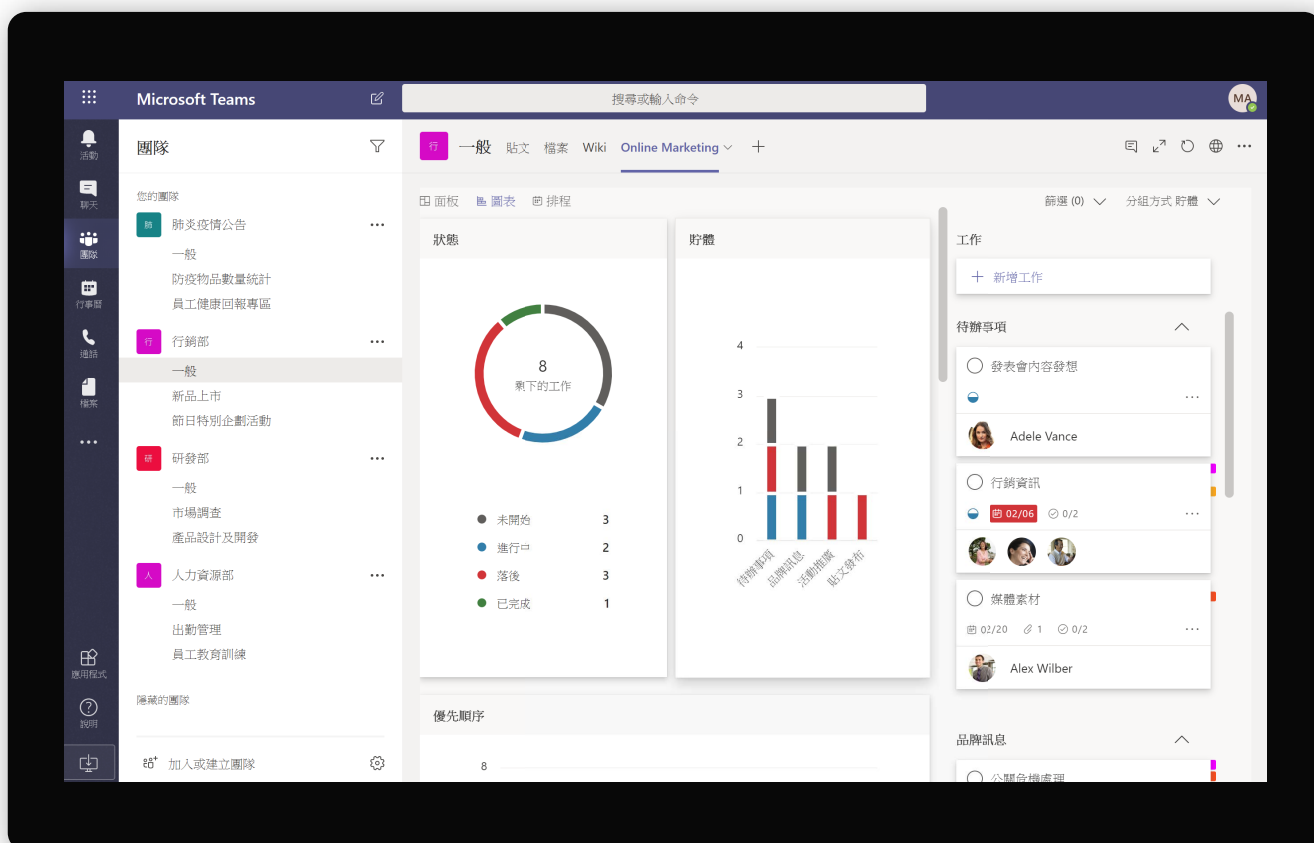 Microsoft Teams
搜尋或輸入命令
MA
活動
聊天
團隊
行事曆
通話
檔案
應用程式
說明
團隊
您的團隊
肺 肺炎疫情公告
一般
防疫物品數量統計
員工健康回報專區
行 行銷部
一般
新品上市
節日特別企劃活動
研 研發部
一般
市場調查
產品設計及開發
人 人力資源部
一般
出勤管理
員工教育訓練
隱藏的團隊
加入或建立團隊
行 一般 貼文 檔案 Wiki Online Marketing
面板 圖表 排程
篩選 (0) 分組方式 貯體
狀態
8
剩下的工作
未開始 3
進行中 2
落後 3
已完成 1
貯體
4
3
2
1
0
待辦事項
品牌訊息
活動推廣
貼文發布
優先順序
8
工作
新增工作
待辦事項
發表會內容發想
Adele Vance
行銷資訊
02/06 0/2
媒體素材
02/20 1 0/2
Alex Wilber
品牌訊息
公關危機處理